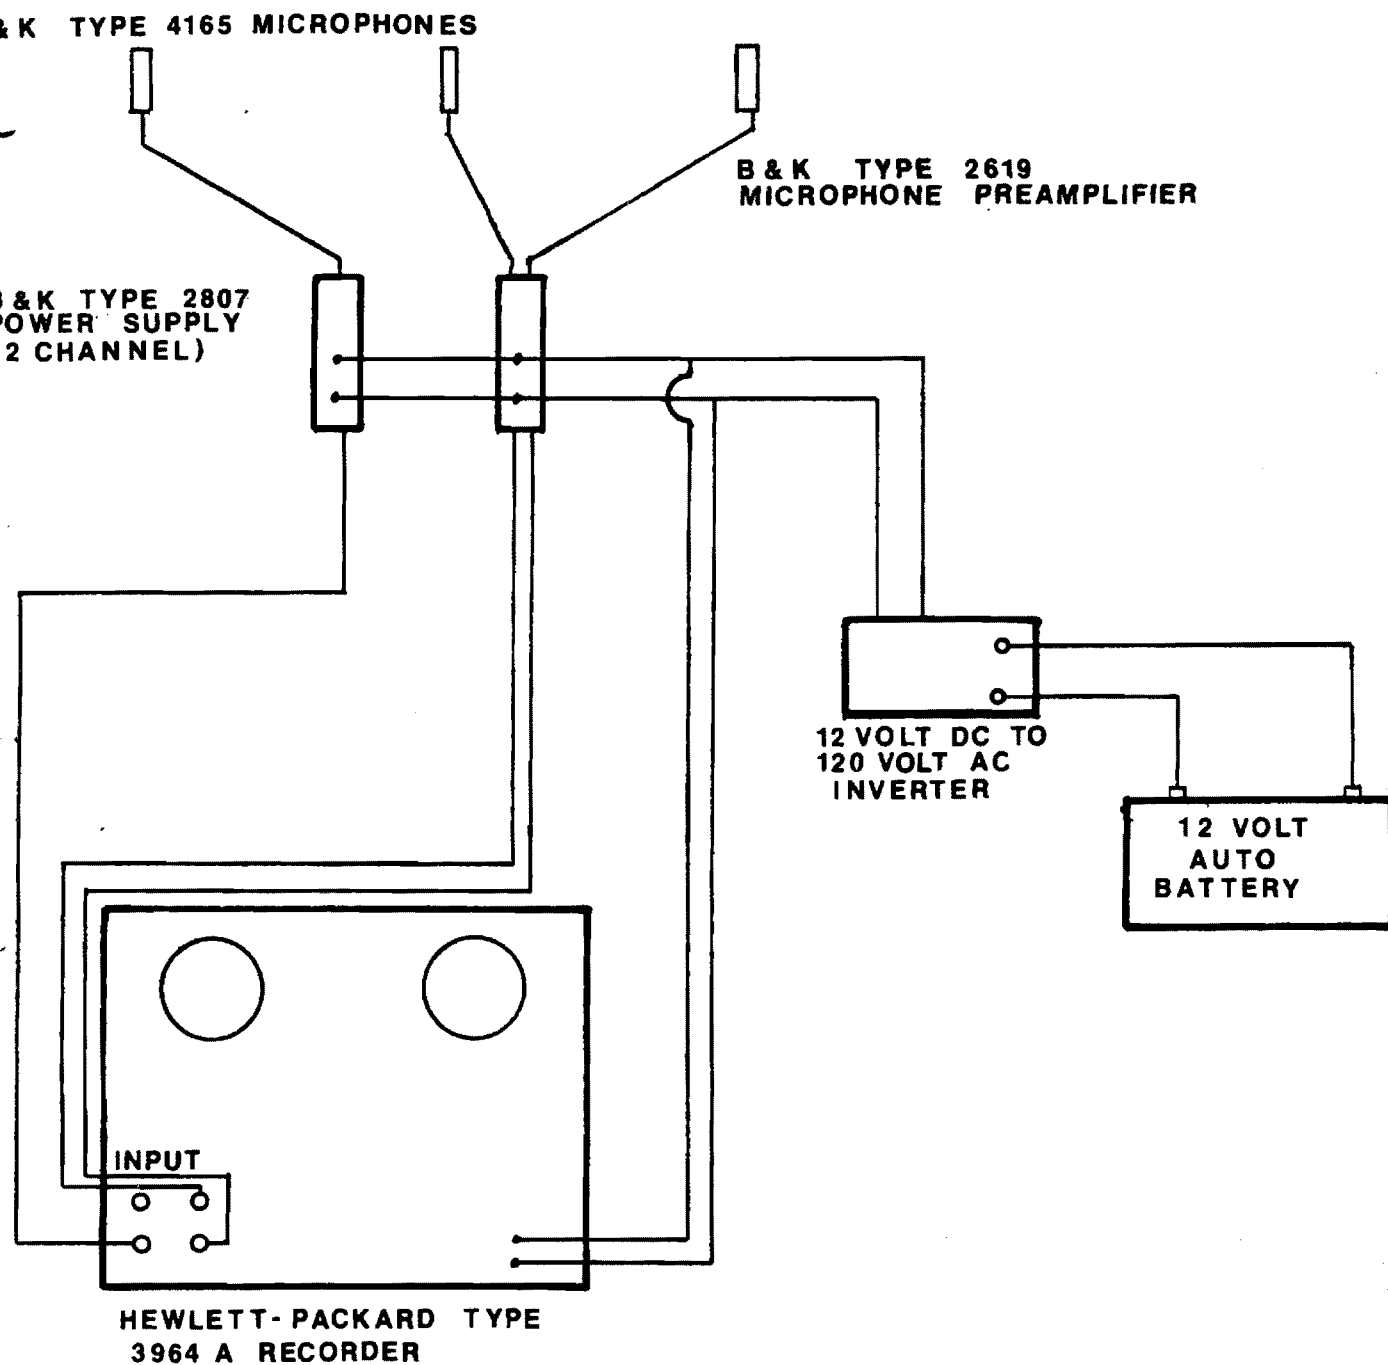 &K TYPE 4165 MICROPHONES
B & K TYPE 2619
MICROPHONE PREAMPLIFIER
&K TYPE 2807
POWER SUPPLY
2 CHANNEL)
12 VOLT DC TO
120 VOLT AC
INVERTER
12 VOLT
AUTO
BATTERY
INPUT
HEWLETT-PACKARD TYPE
3964 A RECORDER